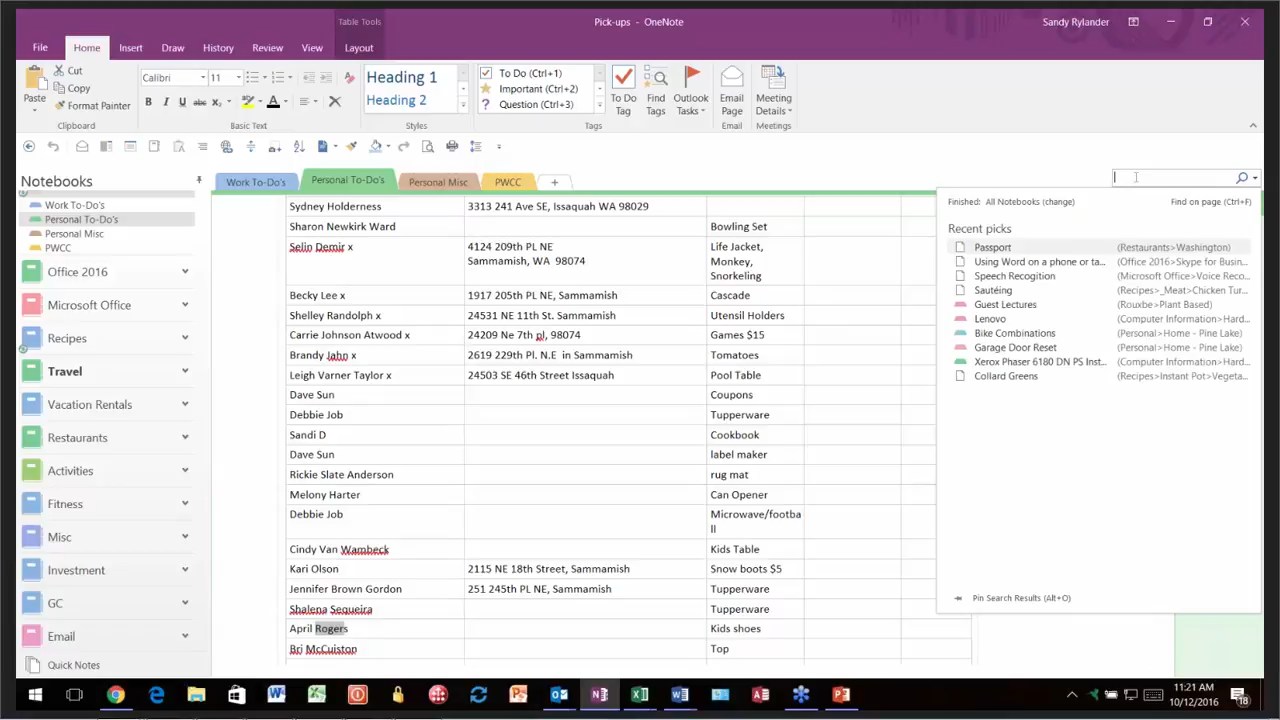 Table Tools
Pick-ups - OneNote
Sandy Rylander
File
Home
Insert
Draw
History
Review
View
Layout
Paste
Cut
Copy
Format Painter
Clipboard
Calibri
11
B I U abc X₂
A
Basic Text
Heading 1
Heading 2
Styles
To Do (Ctrl+1)
Important (Ctrl+2)
Question (Ctrl+3)
To Do
Tag
Find
Tags
Tags
Outlook
Tasks
Email
Page
Email
Meeting
Details
Meetings
Notebooks
Work To-Do's
Personal To-Do's
Personal Misc
PWCC
Office 2016
Microsoft Office
Recipes
Travel
Vacation Rentals
Restaurants
Activities
Fitness
Misc
Investment
GC
Email
Quick Notes
Work To-Do's
Personal To-Do's
Personal Misc
PWCC
+
Sydney Holderness 3313 241 Ave SE, Issaquah WA 98029
Sharon Newkirk Ward Bowling Set
Selin Demir x 4124 209th PL NE Life Jacket,
Sammamish, WA 98074 Monkey,
Snorkeling
Becky Lee x 1917 205th PL NE, Sammamish Cascade
Shelley Randolph x 24531 NE 11th St. Sammamish Utensil Holders
Carrie Johnson Atwood x 24209 Ne 7th pl, 98074 Games $15
Brandy Jahn x 2619 229th Pl. N.E in Sammamish Tomatoes
Leigh Varner Taylor x 24503 SE 46th Street Issaquah Pool Table
Dave Sun Coupons
Debbie Job Tupperware
Sandi D Cookbook
Dave Sun label maker
Rickie Slate Anderson rug mat
Melony Harter Can Opener
Debbie Job Microwave/footba
ll
Cindy Van Wambeck Kids Table
Kari Olson 2115 NE 18th Street, Sammamish Snow boots $5
Jennifer Brown Gordon 251 245th PL NE, Sammamish Tupperware
Shalena Sequeira Tupperware
April Rogers Kids shoes
Bri McCuiston Top
Finished: All Notebooks (change) Find on page (Ctrl+F)
Recent picks
Passport (Restaurants>Washington)
Using Word on a phone or ta... (Office 2016>Skype for Busin...
Speech Recogition (Microsoft Office>Voice Reco...
Sautéing (Recipes>_Meat>Chicken Tur...
Guest Lectures (Rouxbe>Plant Based)
Lenovo (Computer Information>Hard...
Bike Combinations (Personal>Home - Pine Lake)
Garage Door Reset (Personal>Home - Pine Lake)
Xerox Phaser 6180 DN PS Inst... (Computer Information>Hard...
Collard Greens (Recipes>Instant Pot>Vegeta...
Pin Search Results (Alt+O)
11:21 AM
10/12/2016
18